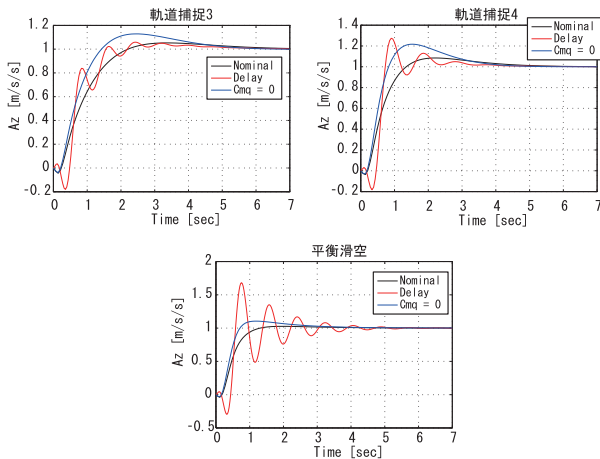 軌道捕捉3
1.2
1
0.8
0.6
0.4
0.2
0
-0.2
Az [m/s/s]
Nominal
Delay
Cmq = 0
0 1 2 3 4 5 6 7
Time [sec]
軌道捕捉4
1.4
1.2
1
0.8
0.6
0.4
0.2
0
-0.2
Az [m/s/s]
Nominal
Delay
Cmq = 0
0 1 2 3 4 5 6 7
Time [sec]
平衡滑空
2
1.5
1
0.5
0
-0.5
Az [m/s/s]
Nominal
Delay
Cmq = 0
0 1 2 3 4 5 6 7
Time [sec]